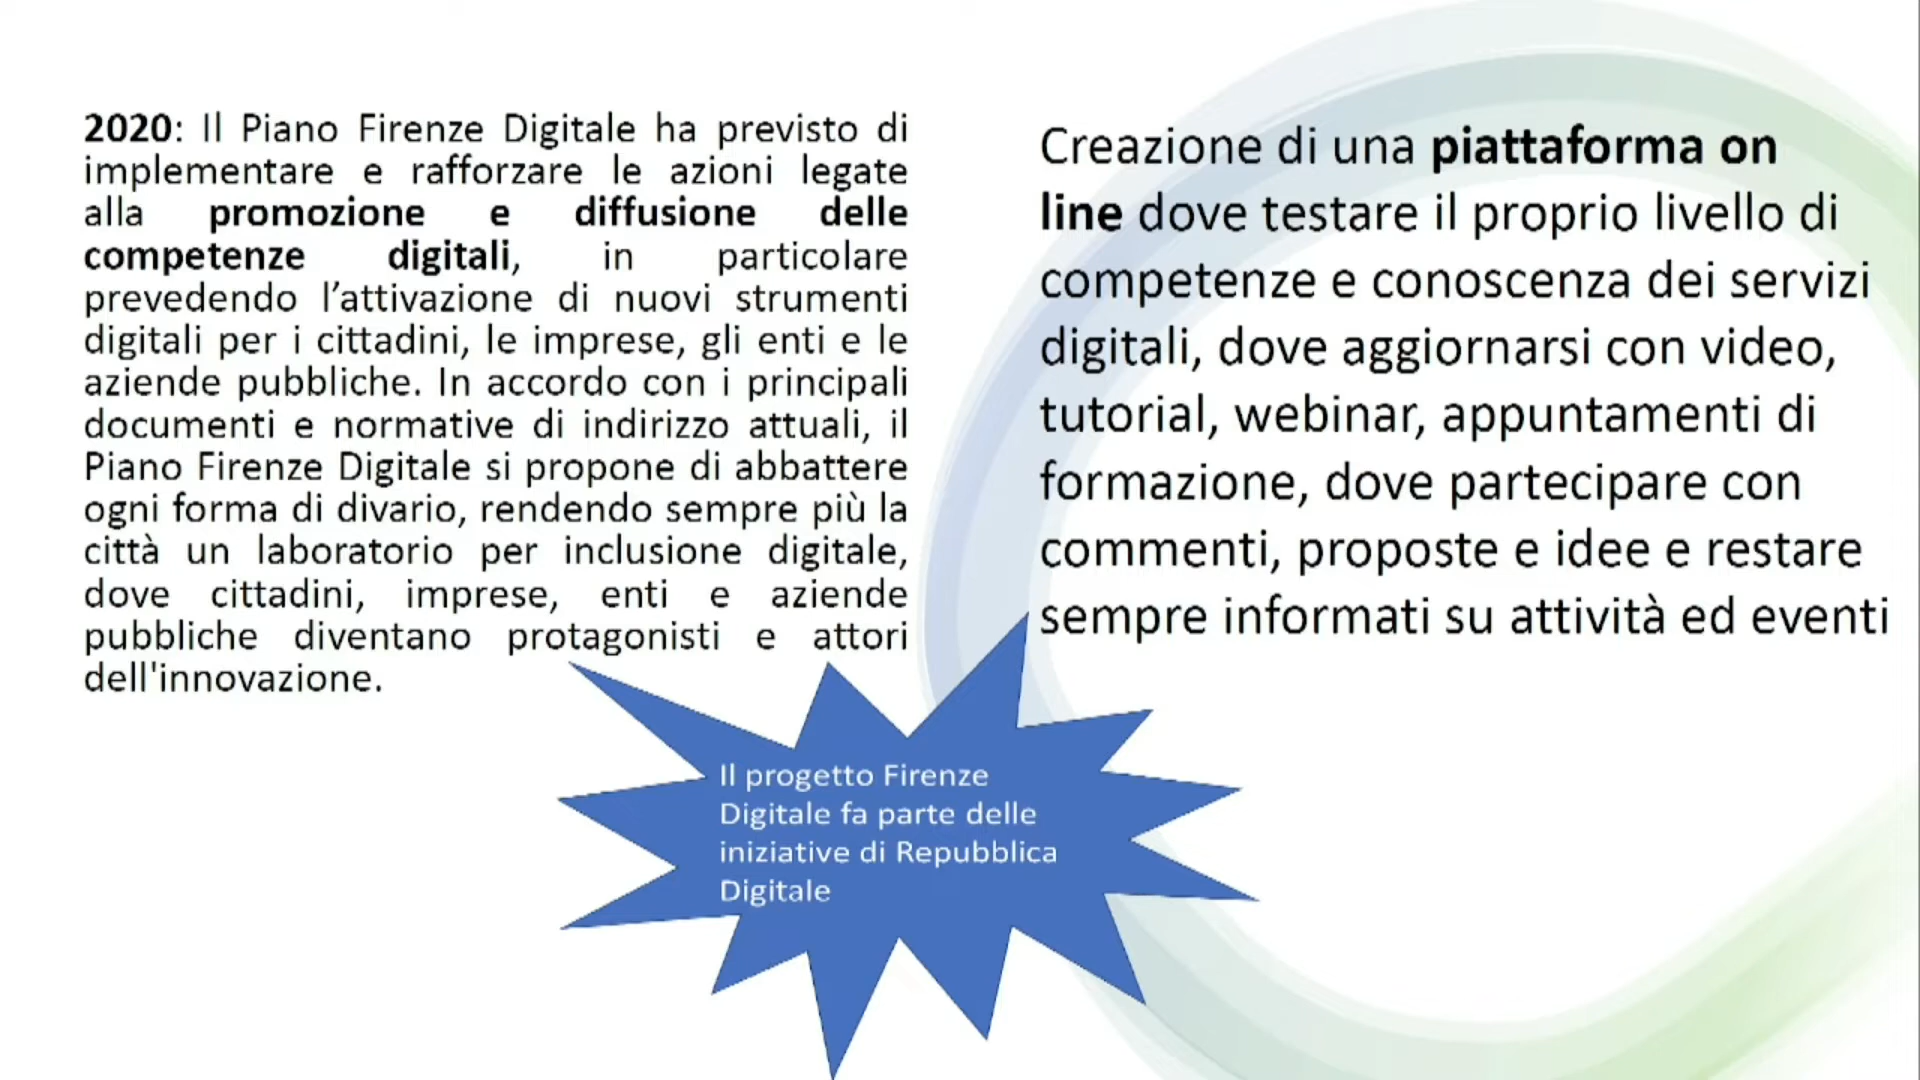 2020: Il Piano Firenze Digitale ha previsto di
implementare e rafforzare le azioni legate
alla promozione e diffusione delle
competenze digitali, in particolare
prevedendo l’attivazione di nuovi strumenti
digitali per i cittadini, le imprese, gli enti e le
aziende pubbliche. In accordo con i principali
documenti e normative di indirizzo attuali, il
Piano Firenze Digitale si propone di abbattere
ogni forma di divario, rendendo sempre più la
città un laboratorio per inclusione digitale,
dove cittadini, imprese, enti e aziende
pubbliche diventano protagonisti e attori
dell'innovazione.
Creazione di una piattaforma on
line dove testare il proprio livello di
competenze e conoscenza dei servizi
digitali, dove aggiornarsi con video,
tutorial, webinar, appuntamenti di
formazione, dove partecipare con
commenti, proposte e idee e restare
sempre informati su attività ed eventi
Il progetto Firenze
Digitale fa parte delle
iniziative di Repubblica
Digitale